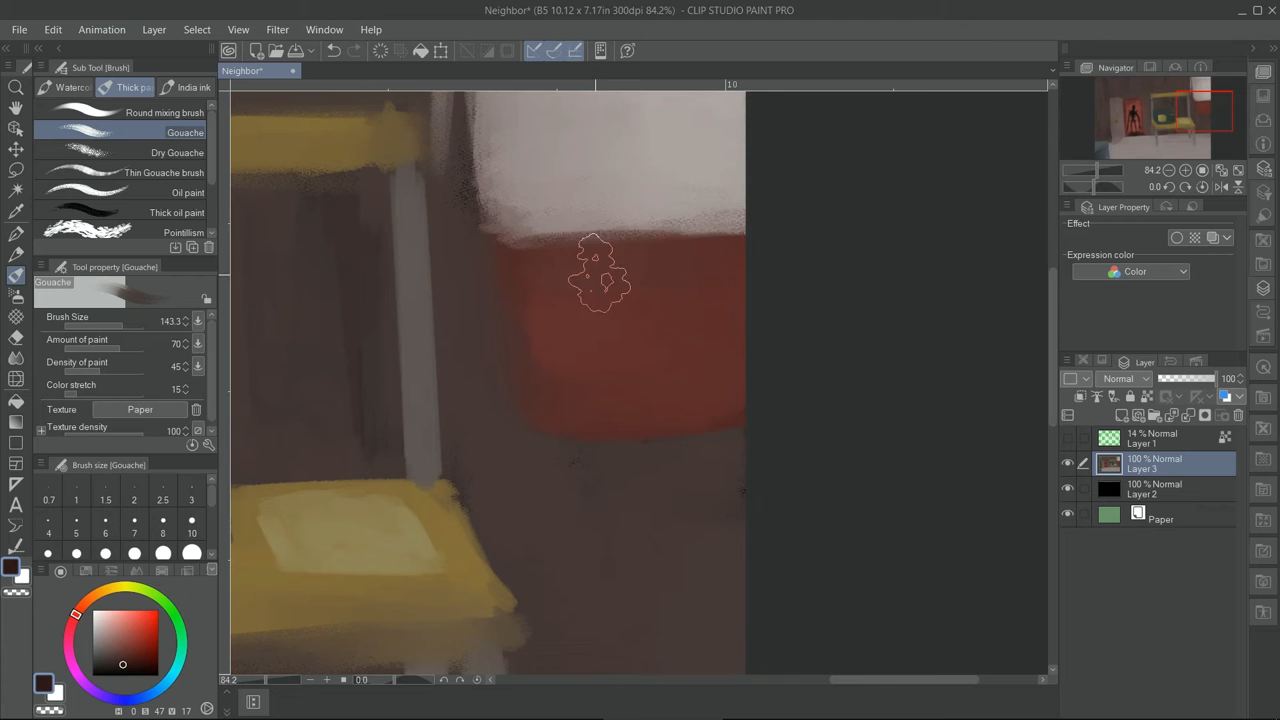 Neighbor* (B5 10.12 x 7.17in 300dpi 84.2%) - CLIP STUDIO PAINT PRO
File Edit Animation Layer Select View Filter Window Help
Sub Tool [Brush]
Waterco Thick pa India ink
Round mixing brush
Gouache
Dry Gouache
Thin Gouache brush
Oil paint
Thick oil paint
Pointillism
Tool property [Gouache]
Gouache
Brush Size 143.3
Amount of paint 70
Density of paint 45
Color stretch 15
Texture Paper
Texture density 100
Brush size [Gouache]
0.7 1 1.5 2 2.5 3
4 5 6 7 8 10
H 0 S 47 V 17
Neighbor*
10
84.2 0.0
Navigator
84.2
0.0
Layer Property
Effect
Expression color
Color
Layer
Normal 100
14 % Normal
Layer 1
100 % Normal
Layer 3
100 % Normal
Layer 2
Paper